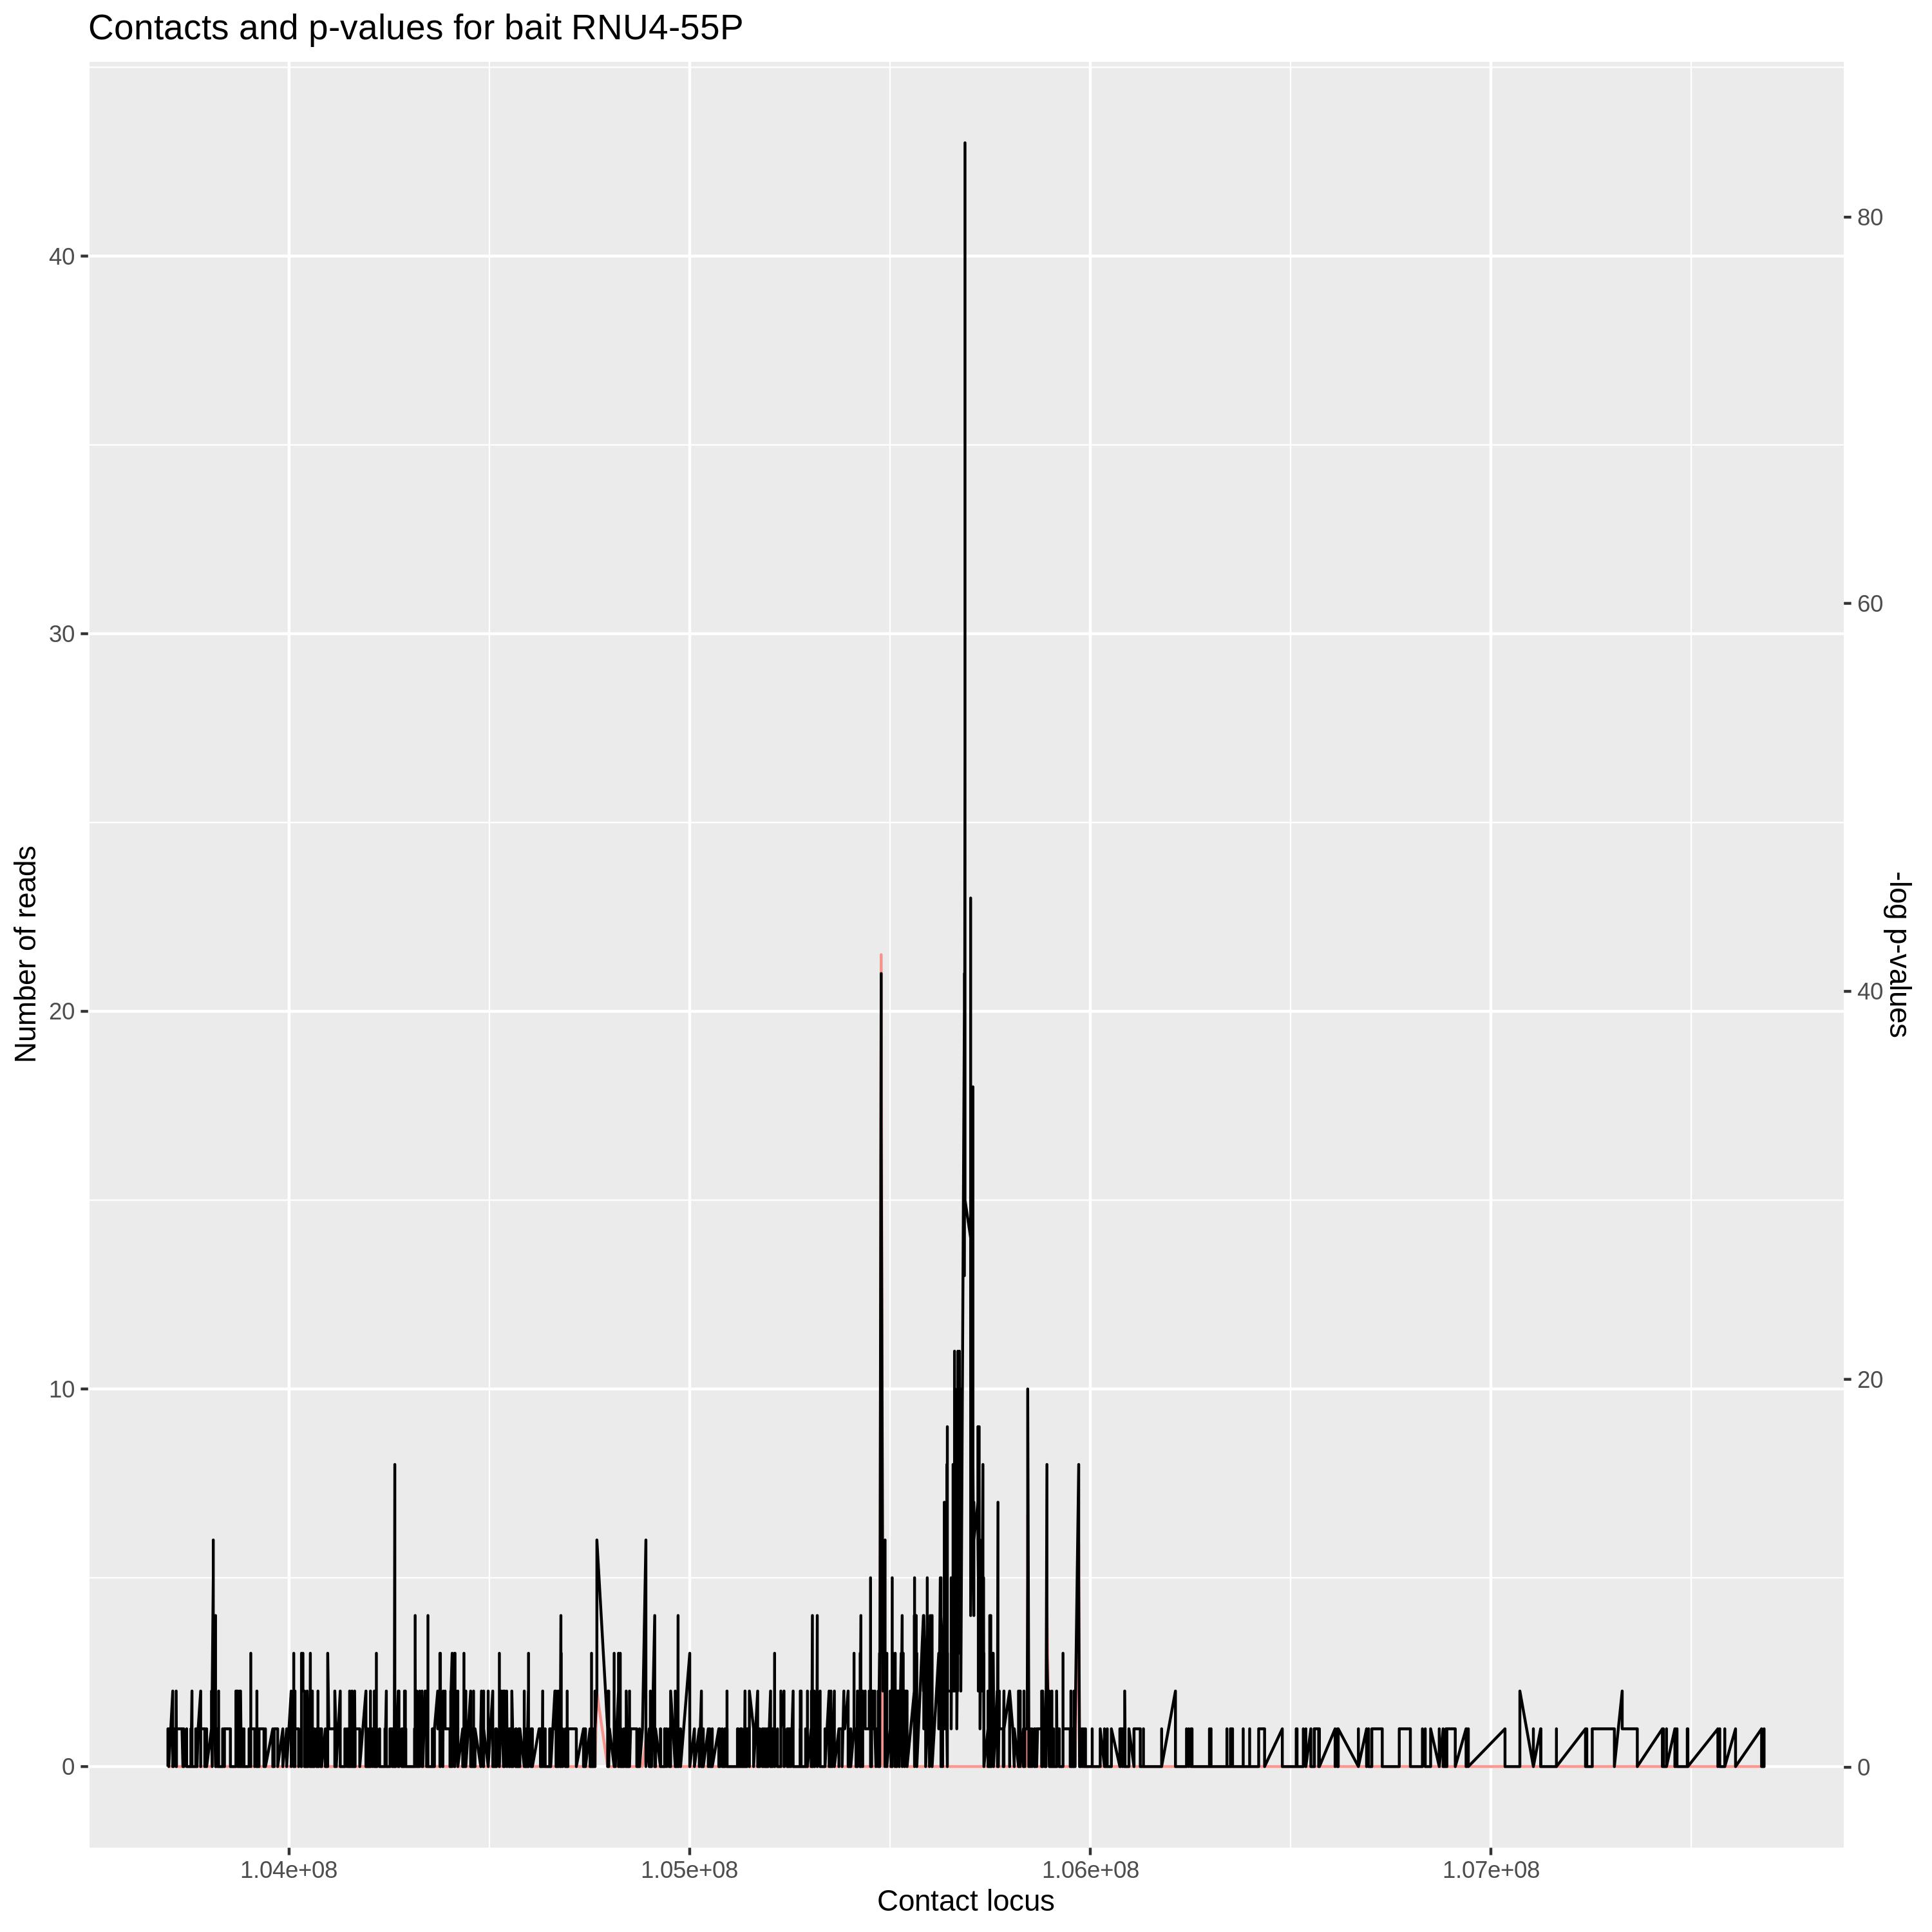 Contacts and p-values for bait RNU4-55P
Number of reads
40
30
20
10
0
80
60
40
20
0
-log p-values
1.04e+08
1.05e+08
1.06e+08
1.07e+08
Contact locus